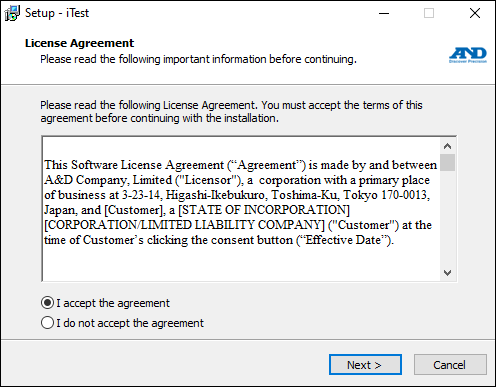 Setup - iTest
License Agreement
Please read the following important information before continuing.
AND
Discover Precision
Please read the following License Agreement. You must accept the terms of this
agreement before continuing with the installation.
This Software License Agreement (“Agreement”) is made by and between
A&D Company, Limited ("Licensor"), a  corporation with a primary place
of business at 3-23-14, Higashi-Ikebukuro, Toshima-Ku, Tokyo 170-0013,
Japan, and [Customer], a [STATE OF INCORPORATION]
[CORPORATION/LIMITED LIABILITY COMPANY] ("Customer") at the
time of Customer’s clicking the consent button (“Effective Date”).
I accept the agreement
I do not accept the agreement
Next >
Cancel